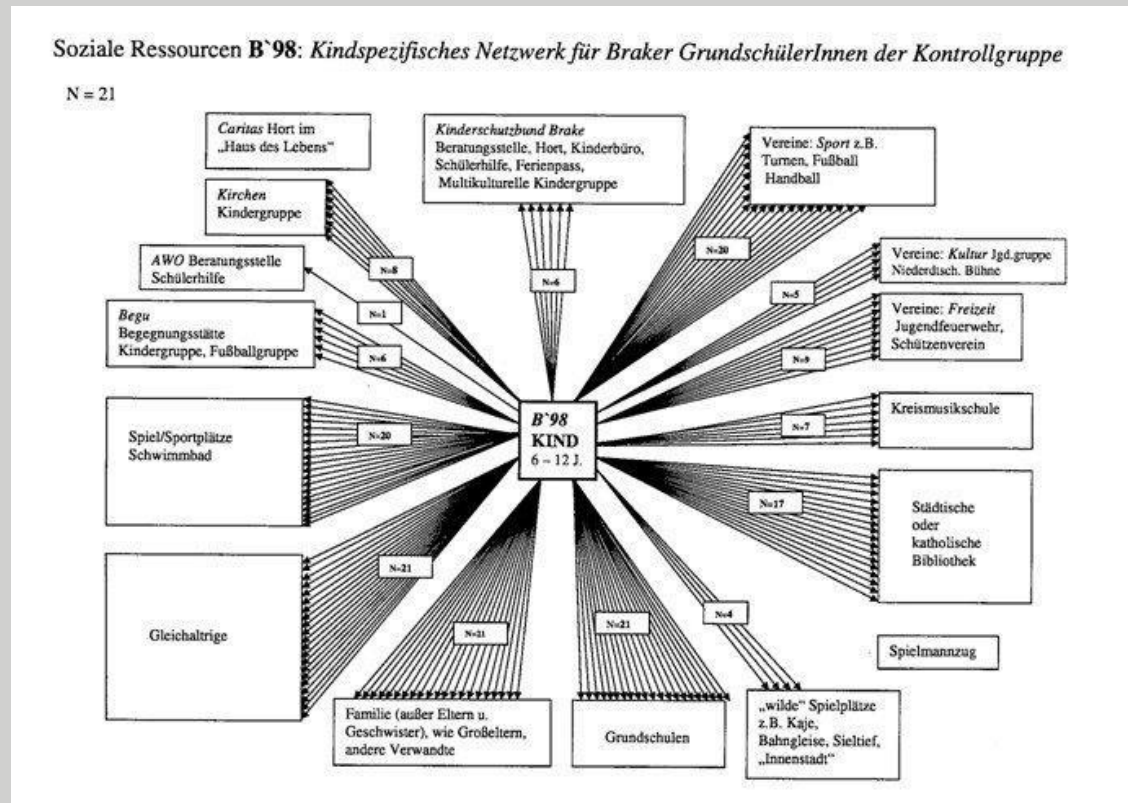 Soziale Ressourcen B`98: Kindspezifisches Netzwerk für Braker GrundschülerInnen der Kontrollgruppe
N = 21
Caritas Hort im
„Haus des Lebens“
Kinderschutzbund Brake
Beratungsstelle, Hort, Kinderbüro,
Schülerhilfe, Ferienpass,
Multikulturelle Kindergruppe
Vereine: Sport z.B.
Turnen, Fußball
Handball
Kirchen
Kindergruppe
N=8
N=6
N=20
AWO Beratungsstelle
Schülerhilfe
N=1
Vereine: Kultur Jgd.gruppe
Niederdtsch. Bühne
N=5
Begu
Begegnungsstätte
Kindergruppe, Fußballgruppe
N=6
Vereine: Freizeit
Jugendfeuerwehr,
Schützenverein
N=9
B`98
KIND
6 – 12 J.
Spiel/Sportplätze
Schwimmbad
N=20
Kreismusikschule
N=7
Städtische
oder
katholische
Bibliothek
N=17
Gleichaltrige
N=21
N=21
N=21
N=4
Spielmannzug
Familie (außer Eltern u.
Geschwister), wie Großeltern,
andere Verwandte
Grundschulen
„wilde“ Spielplätze
z.B. Kaje,
Bahngleise, Sieltief,
„Innenstadt“